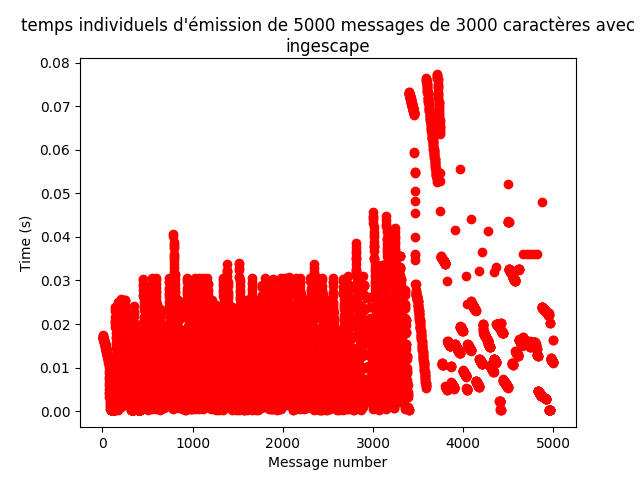 temps individuels d'émission de 5000 messages de 3000 caractères avec
ingescape
0.08
0.07
0.06
0.05
0.04
0.03
0.02
0.01
0.00
Time (s)
0 1000 2000 3000 4000 5000
Message number